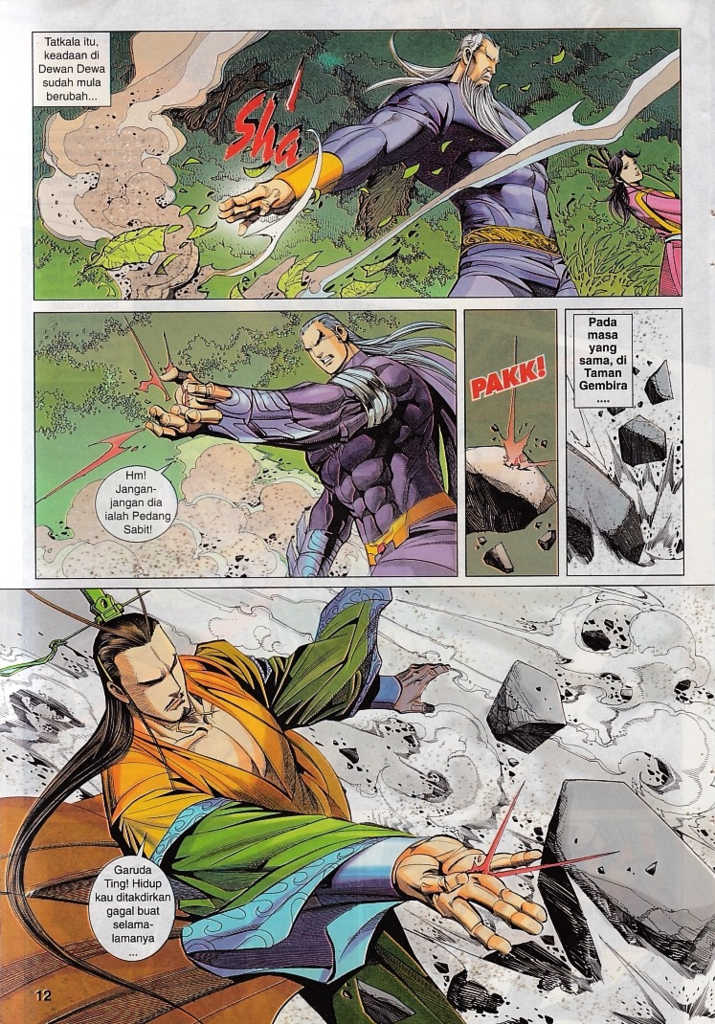 Tatkala itu,
keadaan di
Dewan Dewa
sudah mula
berubah...
Sha
Hm!
Jangan-
jangan dia
ialah Pedang
Sabit!
PAKK!
Pada
masa
yang
sama, di
Taman
Gembira
....
Garuda
Ting! Hidup
kau ditakdirkan
gagal buat
selama-
lamanya
...
12